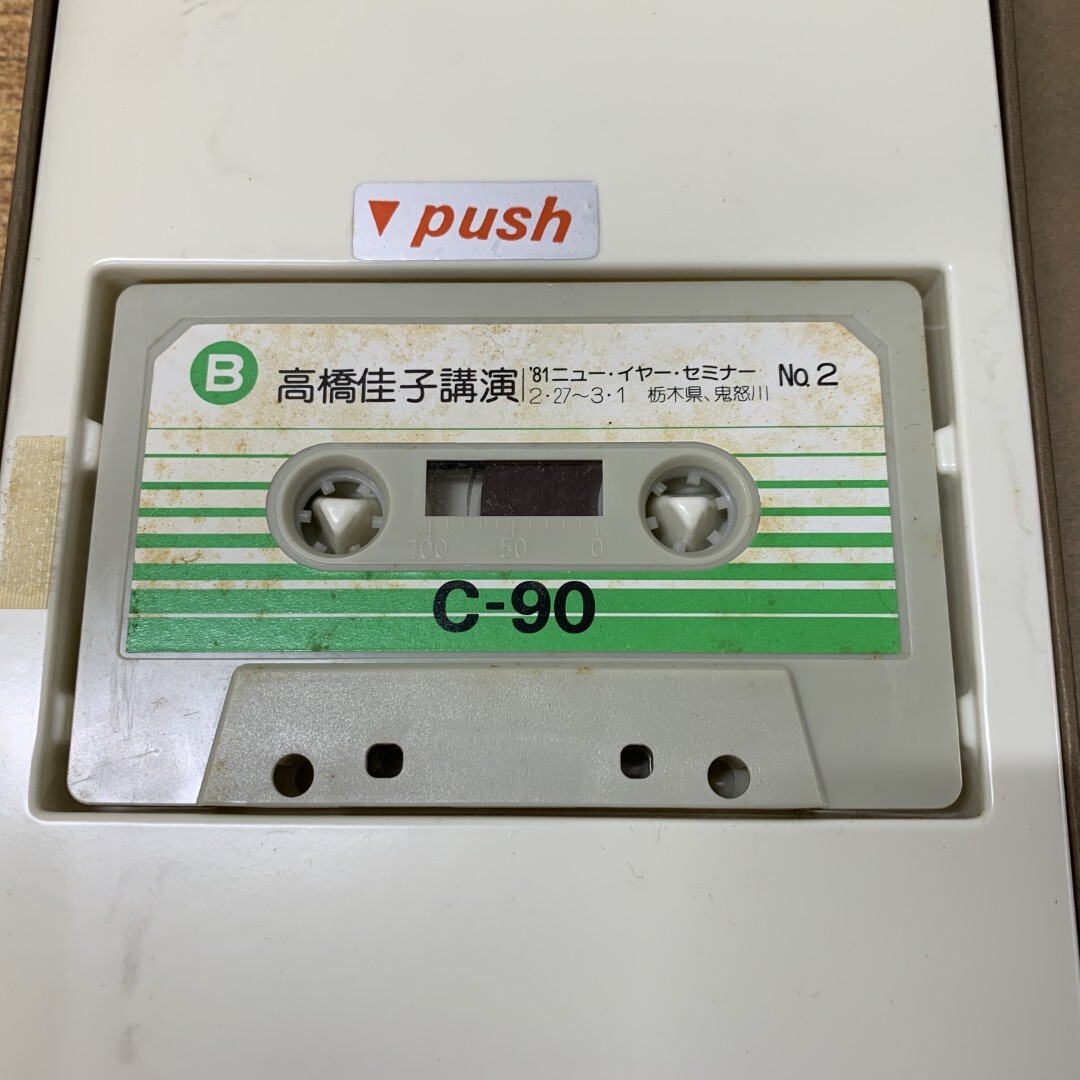 ▼push
B
高橋佳子講演 '81ニュー・イヤー・セミナー No.2
2・27〜3・1 栃木県、鬼怒川
100 50 0
C-90